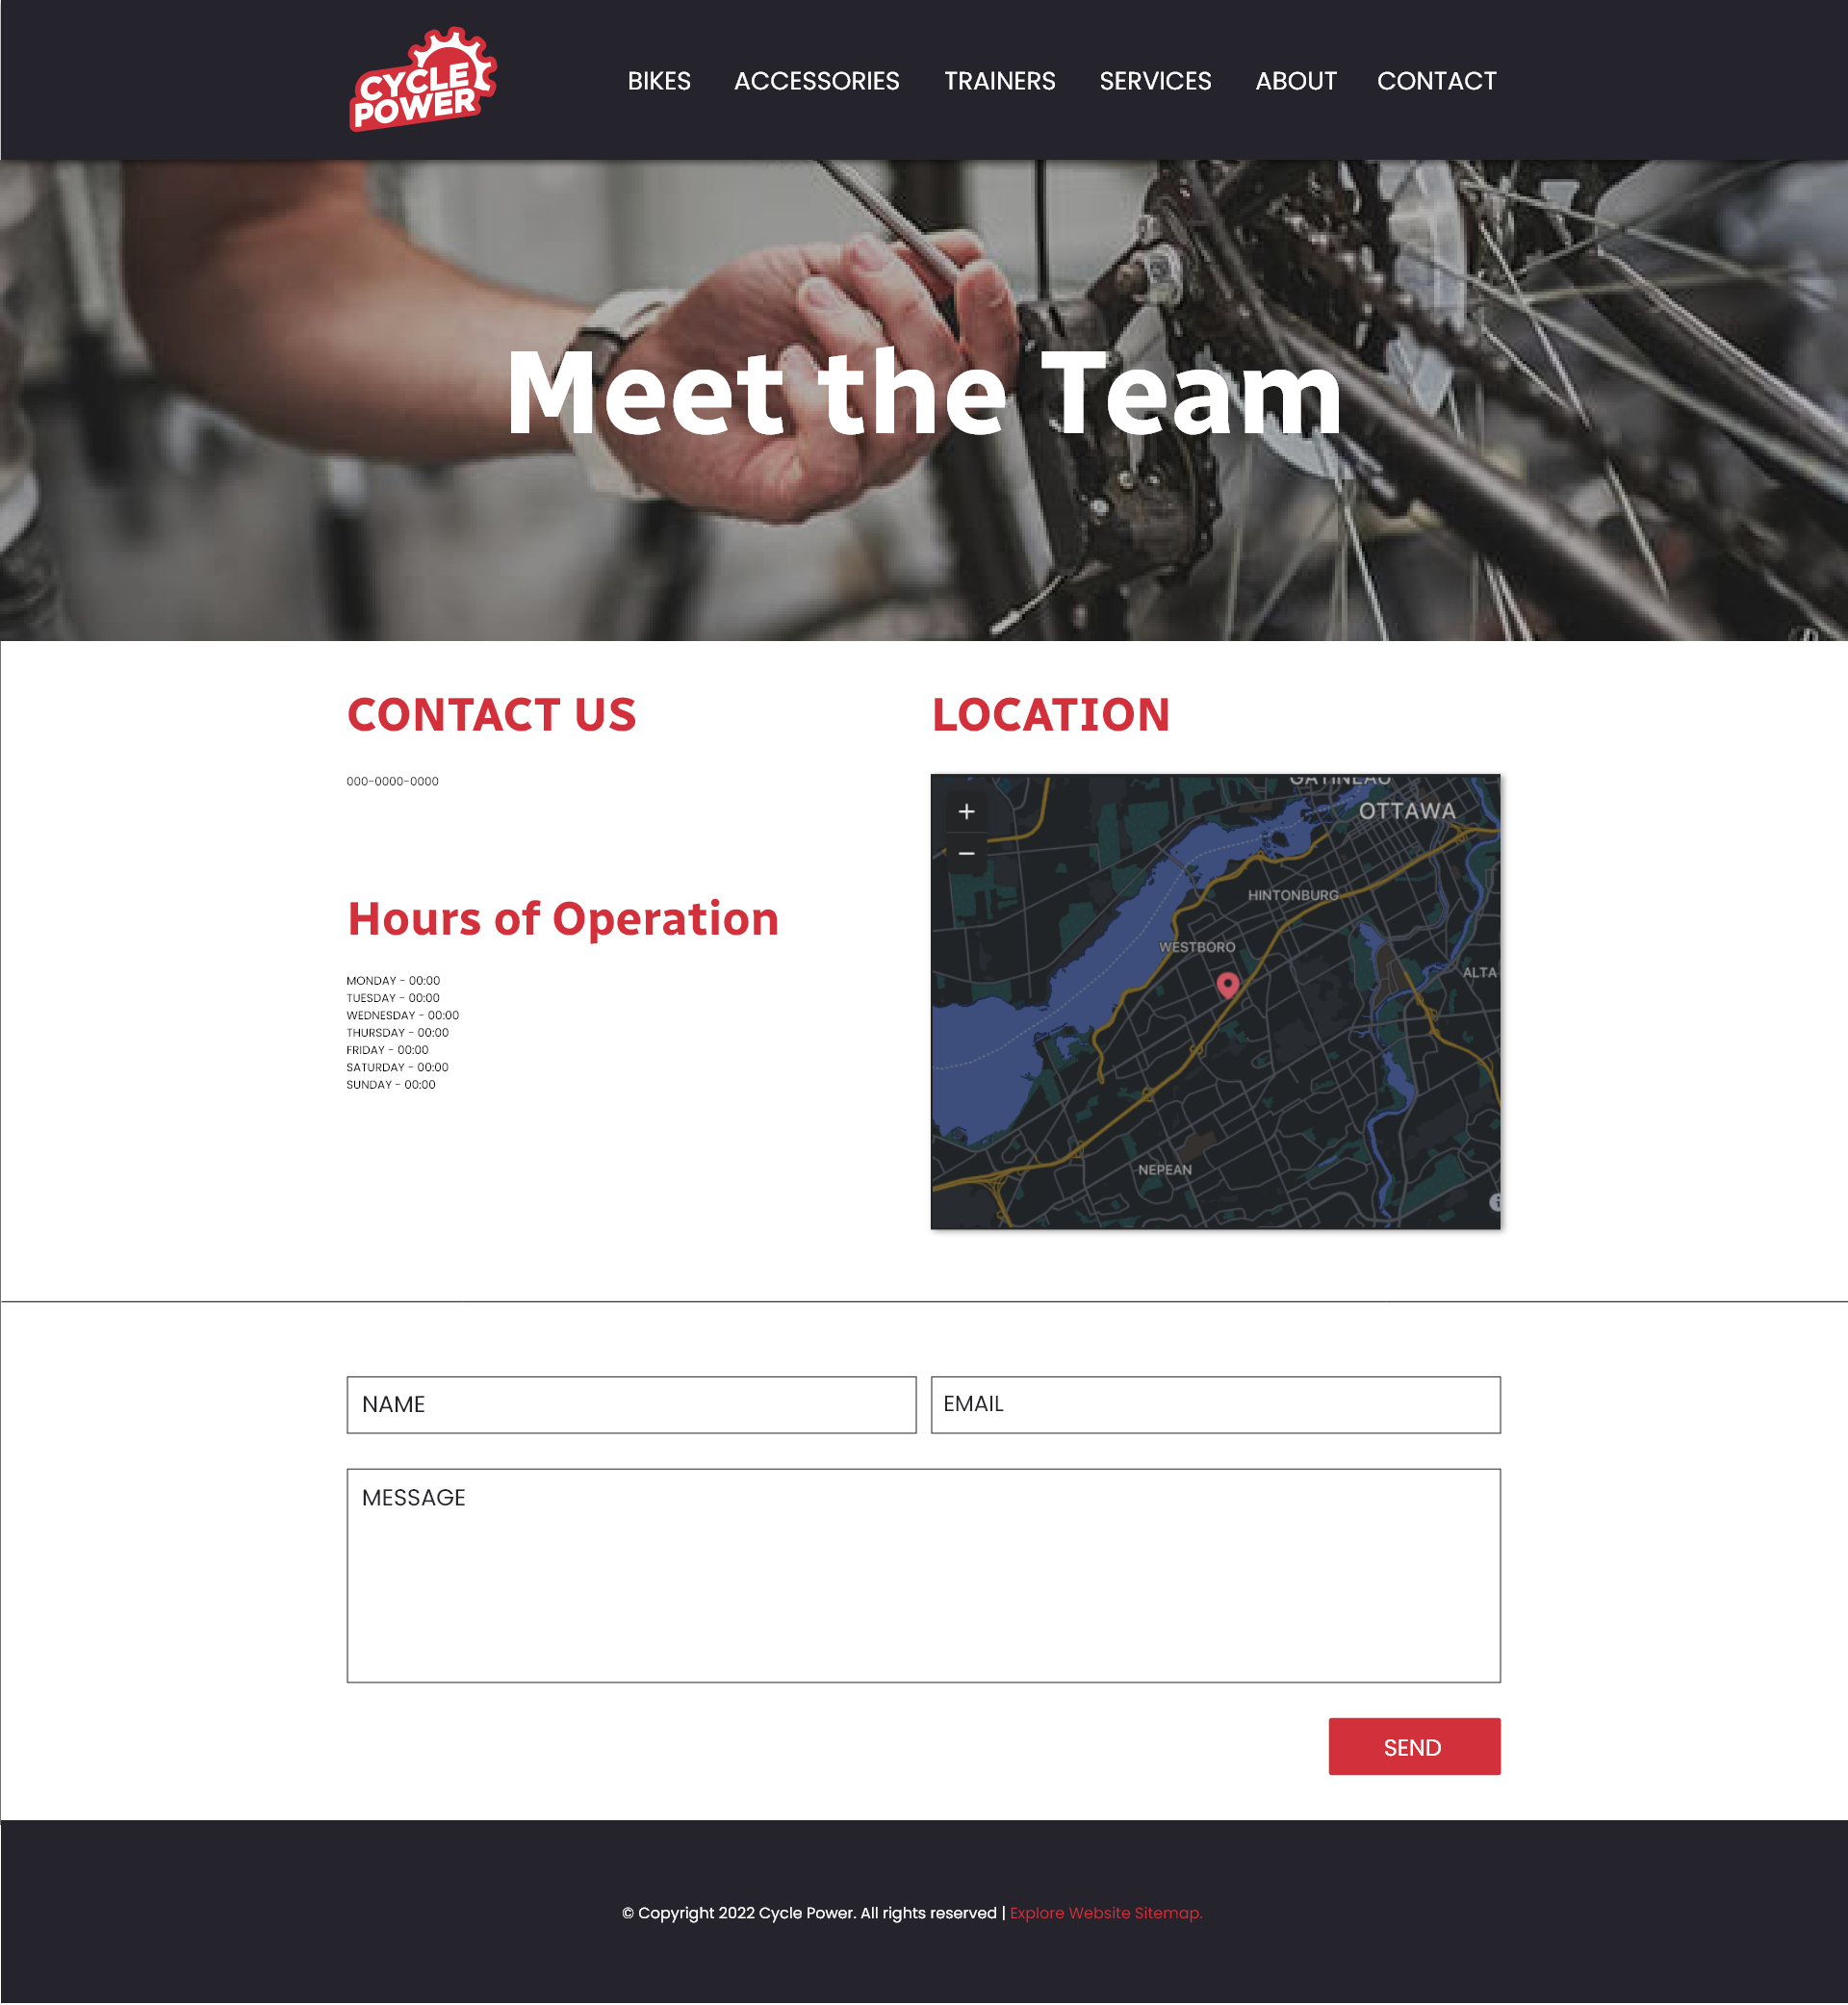 CYCLE
POWER
BIKES ACCESSORIES TRAINERS SERVICES ABOUT CONTACT
Meet the Team
CONTACT US
000-0000-0000
Hours of Operation
MONDAY - 00:00
TUESDAY - 00:00
WEDNESDAY - 00:00
THURSDAY - 00:00
FRIDAY - 00:00
SATURDAY - 00:00
SUNDAY - 00:00
LOCATION
GATINEAU
OTTAWA
+
−
HINTONBURG
WESTBORO
ALTA
NEPEAN
NAME
EMAIL
MESSAGE
SEND
© Copyright 2022 Cycle Power. All rights reserved | Explore Website Sitemap.